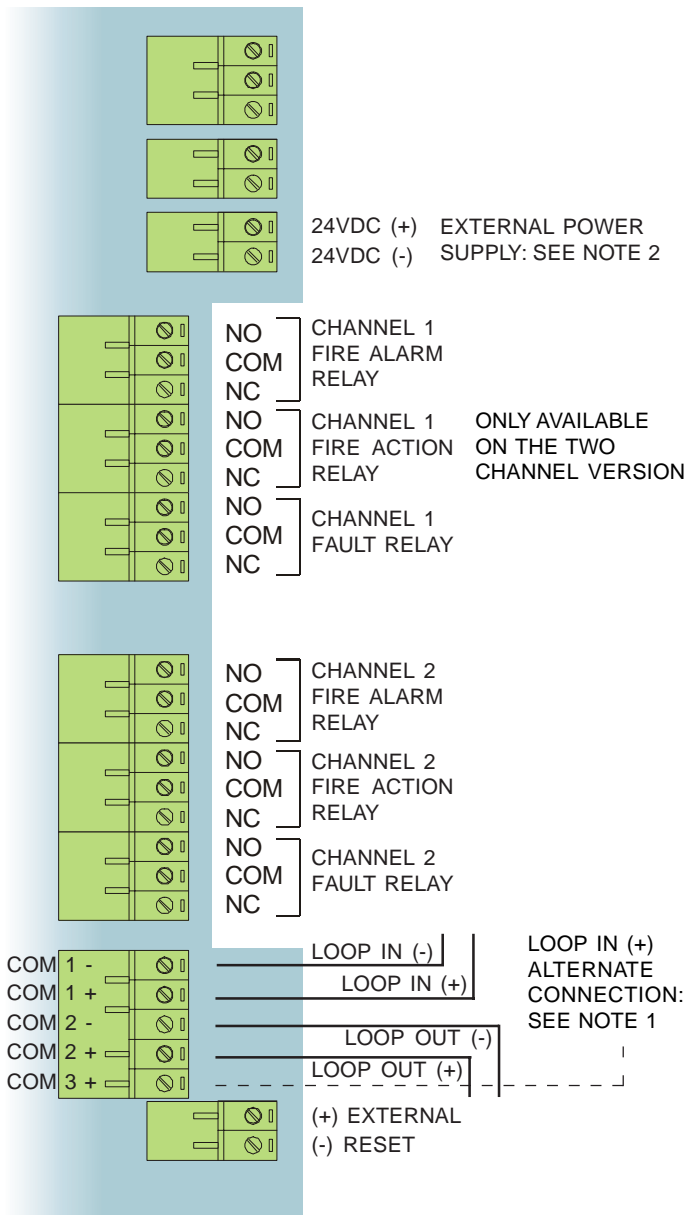 24VDC (+) EXTERNAL POWER
24VDC (-) SUPPLY: SEE NOTE 2
NO
COM
NC
CHANNEL 1
FIRE ALARM
RELAY
NO
COM
NC
CHANNEL 1
FIRE ACTION
RELAY
ONLY AVAILABLE
ON THE TWO
CHANNEL VERSION
NO
COM
NC
CHANNEL 1
FAULT RELAY
NO
COM
NC
CHANNEL 2
FIRE ALARM
RELAY
NO
COM
NC
CHANNEL 2
FIRE ACTION
RELAY
NO
COM
NC
CHANNEL 2
FAULT RELAY
COM 1 -
COM 1 +
COM 2 -
COM 2 +
COM 3 +
LOOP IN (-)
LOOP IN (+)
LOOP OUT (-)
LOOP OUT (+)
LOOP IN (+)
ALTERNATE
CONNECTION:
SEE NOTE 1
(+) EXTERNAL
(-) RESET